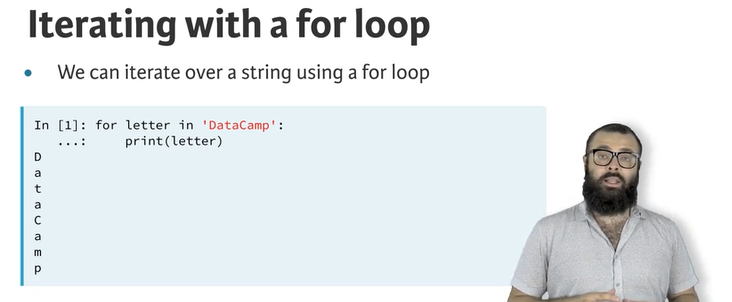 Iterating with a for loop
• We can iterate over a string using a for loop
In [1]: for letter in 'DataCamp':
   ...:     print(letter)
D
a
t
a
C
a
m
p